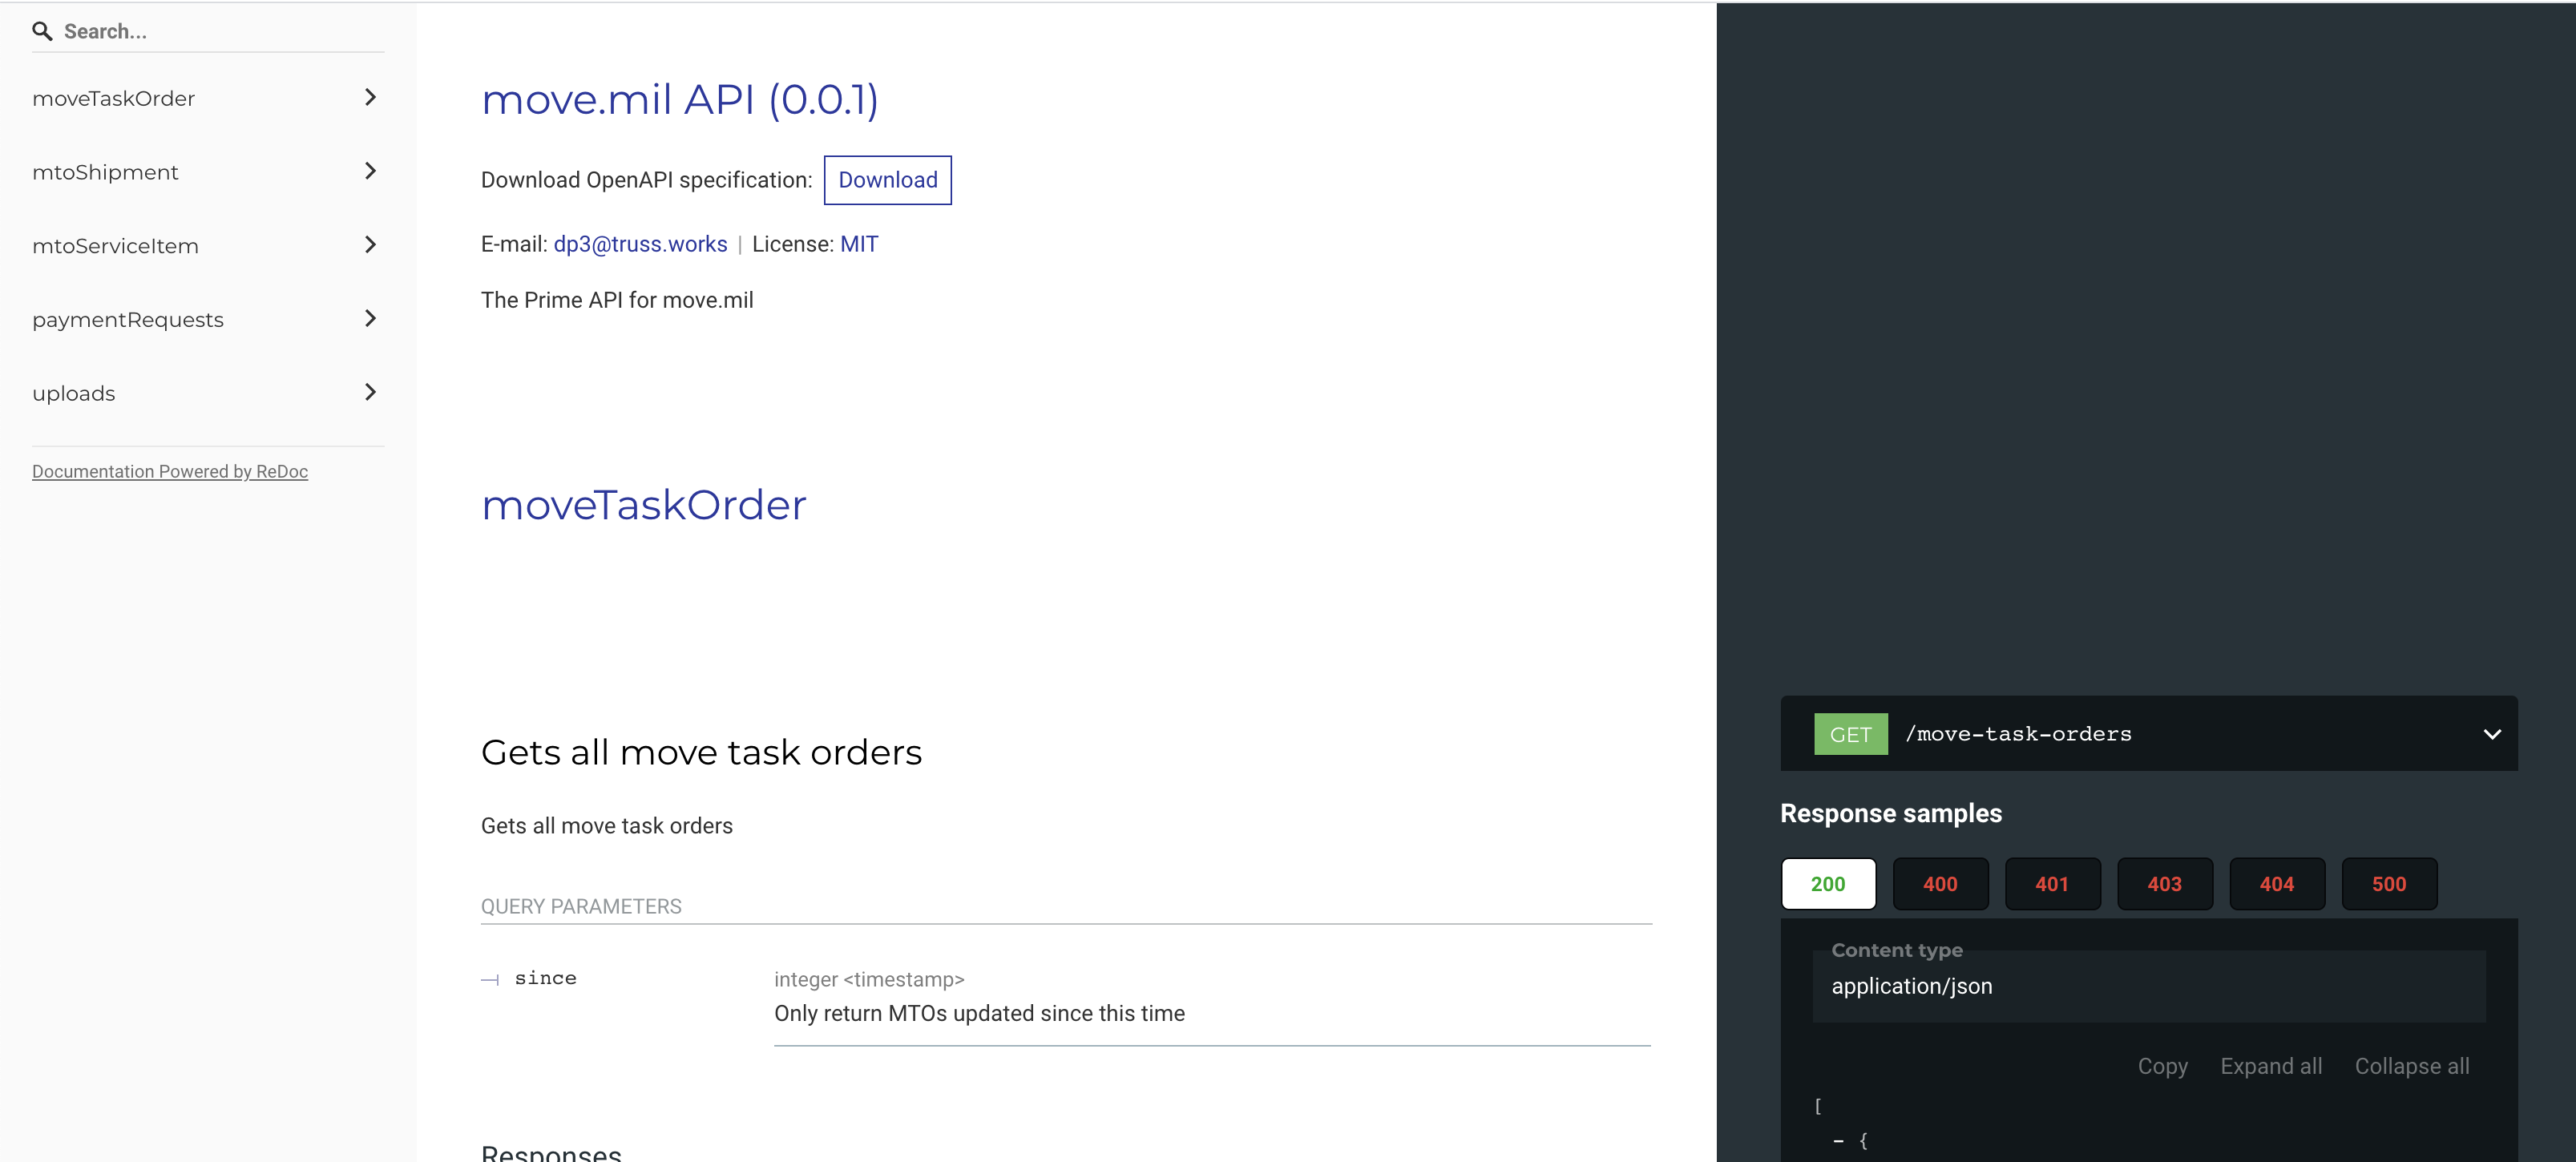 Search...
moveTaskOrder
mtoShipment
mtoServiceItem
paymentRequests
uploads
Documentation Powered by ReDoc
move.mil API (0.0.1)
Download OpenAPI specification: Download
E-mail: dp3@truss.works | License: MIT
The Prime API for move.mil
moveTaskOrder
Gets all move task orders
Gets all move task orders
QUERY PARAMETERS
since
integer <timestamp>
Only return MTOs updated since this time
Responses
GET /move-task-orders
Response samples
200 400 401 403 404 500
Content type
application/json
Copy Expand all Collapse all
[
- {